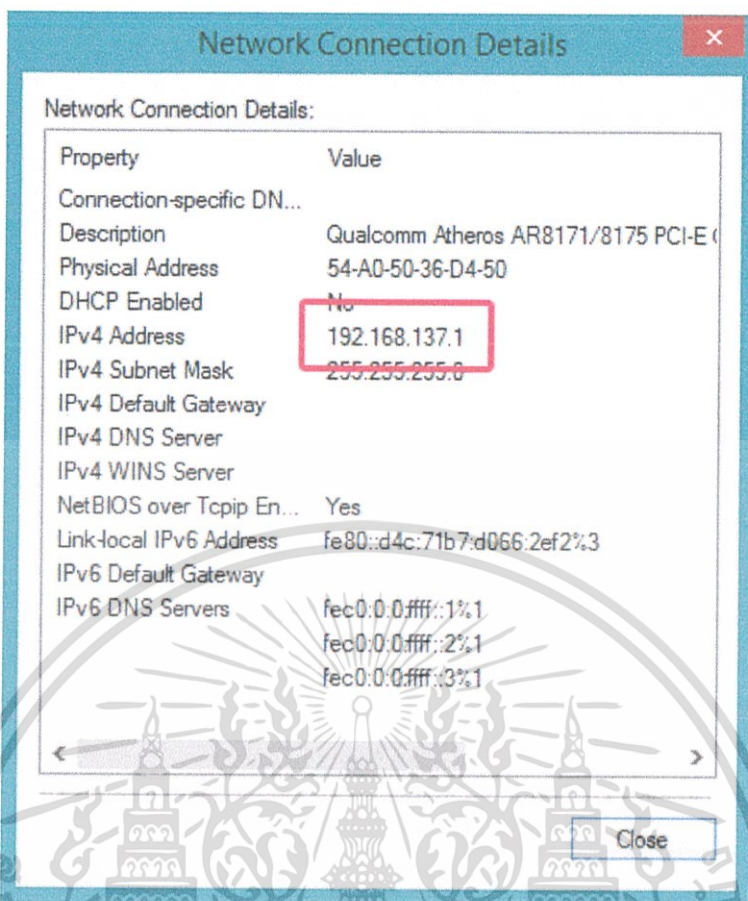 Network Connection Details
Network Connection Details:
Property Value
Connection-specific DN...
Description Qualcomm Atheros AR8171/8175 PCI-E (
Physical Address 54-A0-50-36-D4-50
DHCP Enabled No
IPv4 Address 192.168.137.1
IPv4 Subnet Mask 255.255.255.0
IPv4 Default Gateway
IPv4 DNS Server
IPv4 WINS Server
NetBIOS over Tcpip En... Yes
Link-local IPv6 Address fe80::d4c:71b7:d066:2ef2%3
IPv6 Default Gateway
IPv6 DNS Servers fec0:0:0:ffff::1%1
fec0:0:0:ffff::2%1
fec0:0:0:ffff::3%1
Close